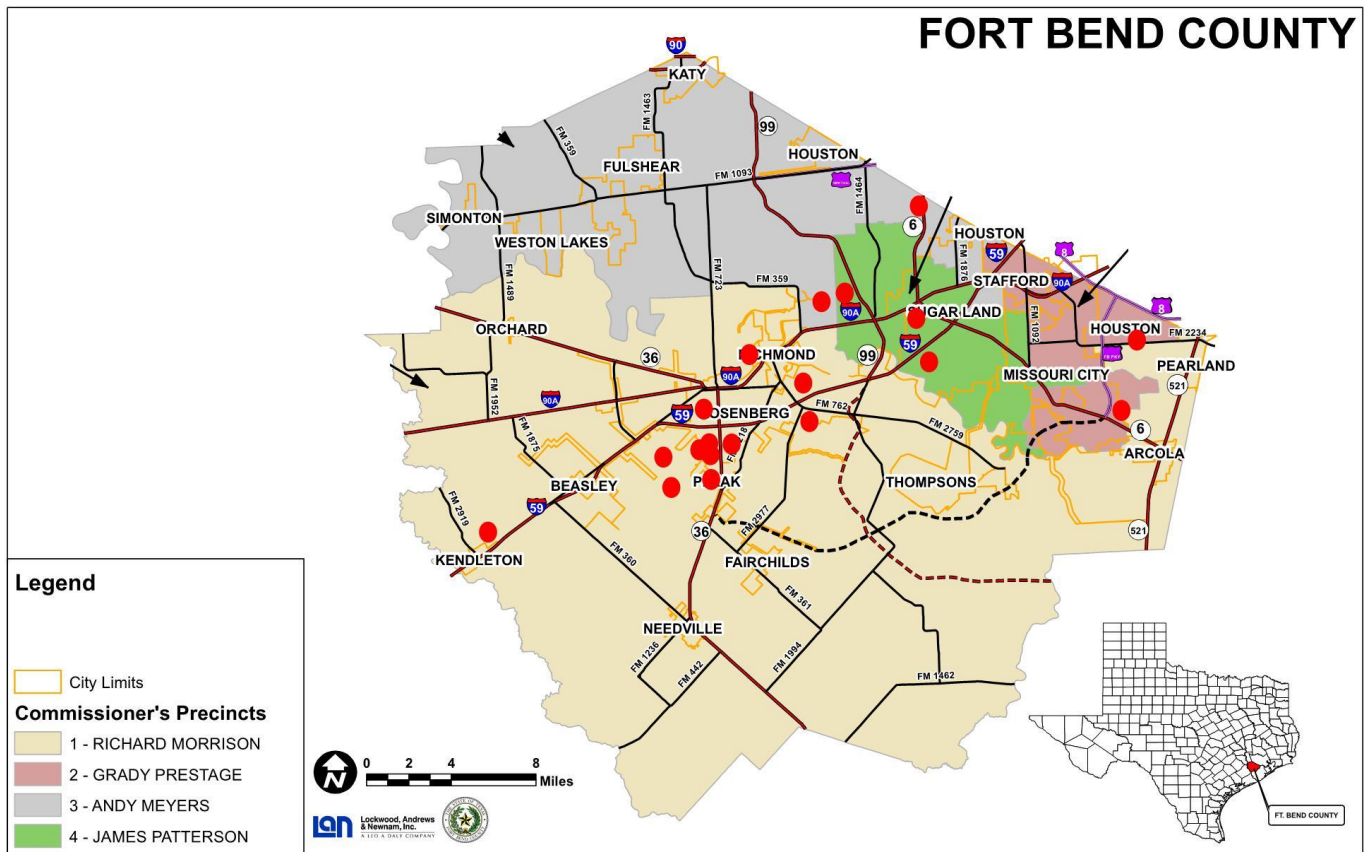 FORT BEND COUNTY
90
KATY
FM 1463
FM 359
99
HOUSTON
FULSHEAR
FM 1093
FM 1464
SIMONTON
WESTON LAKES
6
HOUSTON
FM 1489
FM 723
FM 359
FM 1876
59
8
STAFFORD
90A
90A
SUGAR LAND
8
ORCHARD
FM 1092
HOUSTON
FM 2234
36
59
99
PEARLAND
90A
MISSOURI CITY
521
FM 1952
90A
59
FM 762
6
FM 1875
FM 2759
ARCOLA
BEASLEY
THOMPSONS
FM 2919
59
36
FM 2977
521
KENDLETON
FM 360
FAIRCHILDS
FM 361
NEEDVILLE
FM 1236
FM 442
FM 1994
FM 1462
Legend
City Limits
Commissioner's Precincts
1 - RICHARD MORRISON
2 - GRADY PRESTAGE
3 - ANDY MEYERS
4 - JAMES PATTERSON
N
0 2 4 8
Miles
Lan
Lockwood, Andrews
& Newnam, Inc.
A LEO A DALY COMPANY
FT. BEND COUNTY